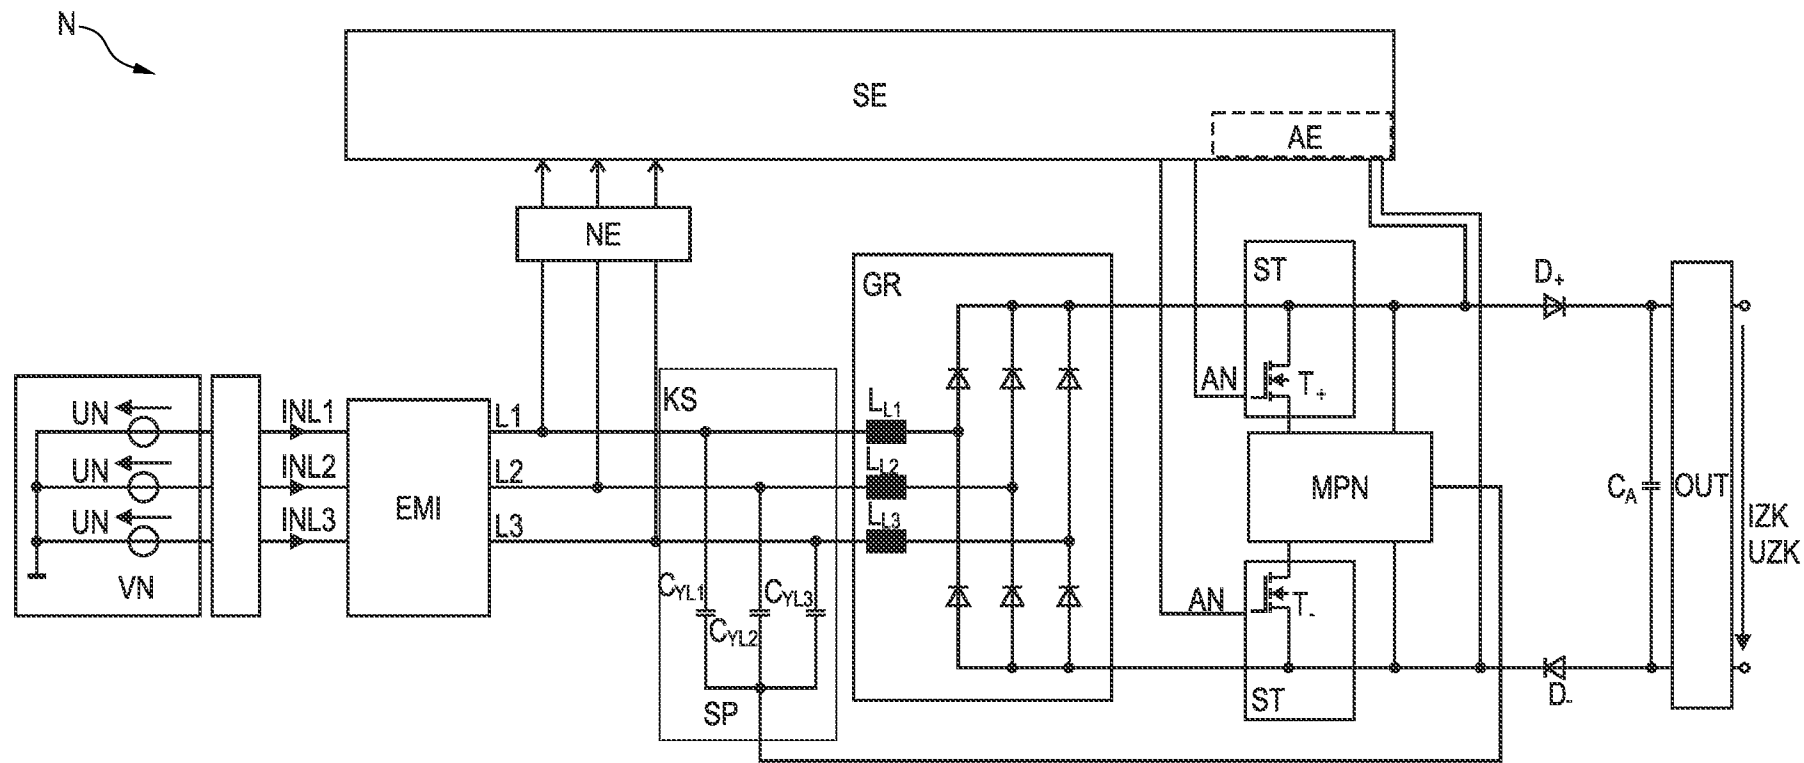 N
SE
AE
NE
GR
ST
D+
AN
T+
KS
UN
INL1
L1
LL1
UN
INL2
L2
LL2
MPN
CA
OUT
EMI
UN
INL3
L3
LL3
IZK
UZK
VN
CYL1
CYL3
CYL2
AN
T-
SP
ST
D-